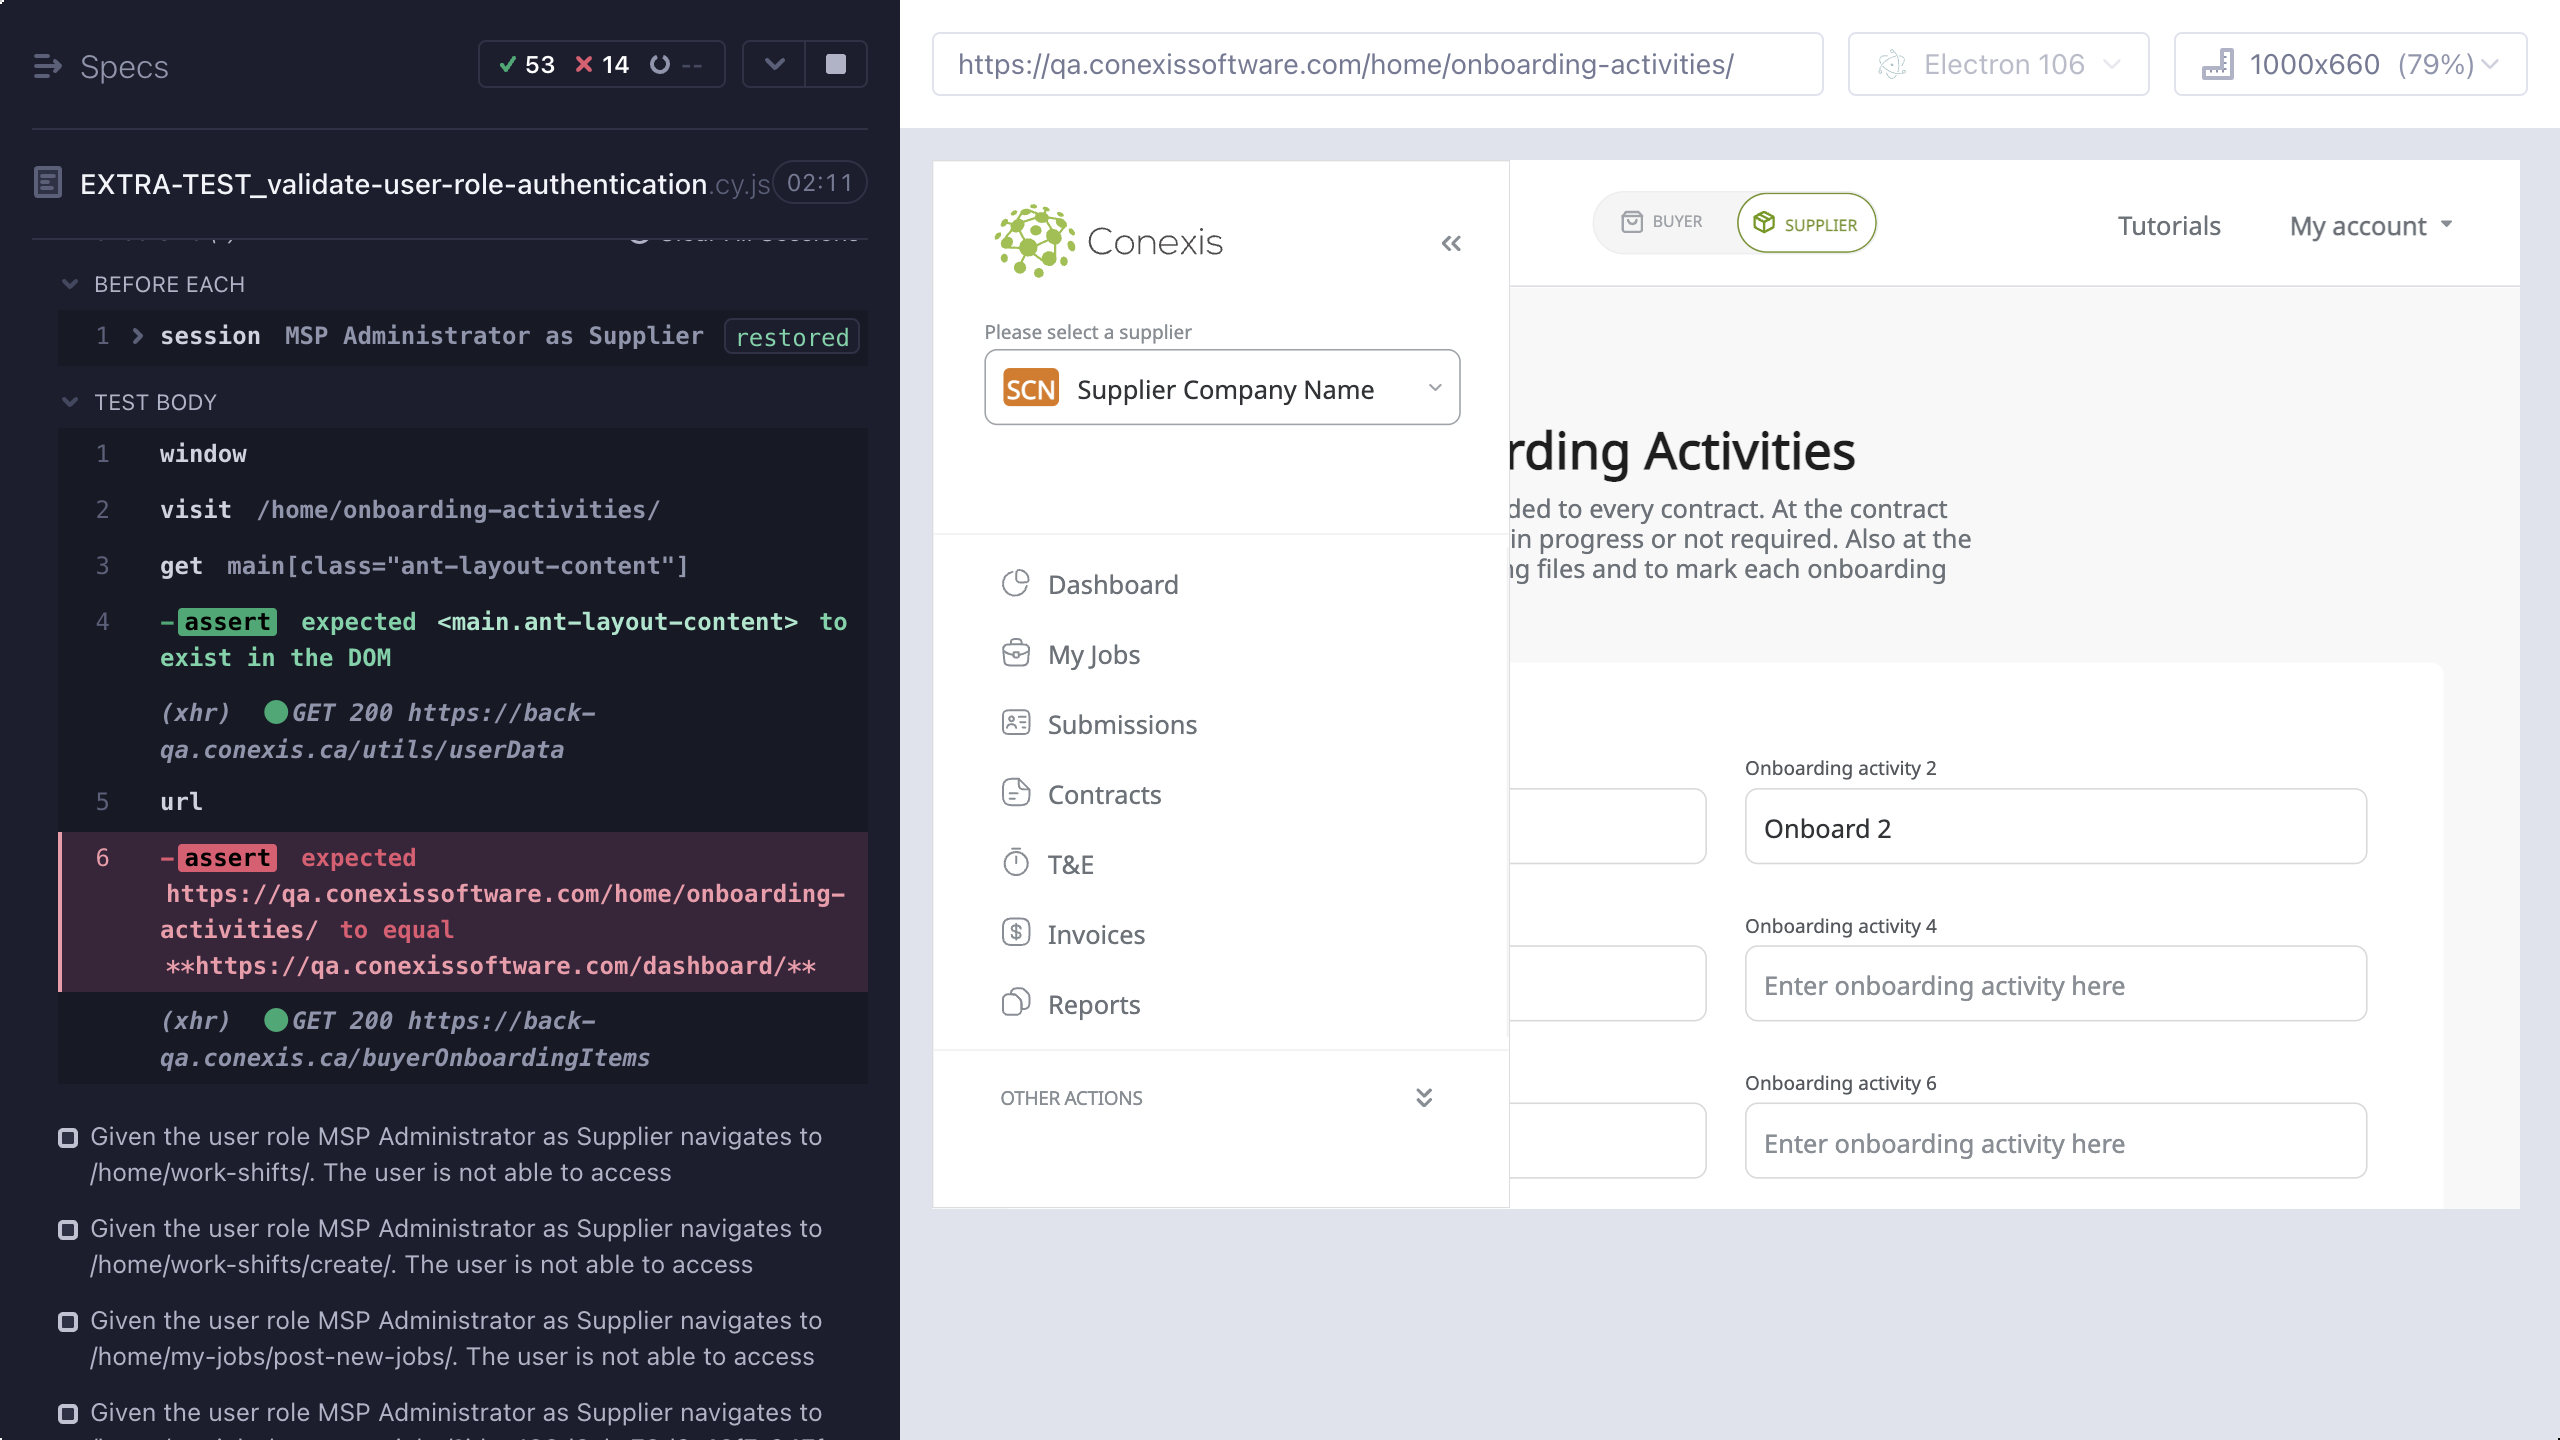 Specs
53 14 --
EXTRA-TEST_validate-user-role-authentication.cy.js 02:11
BEFORE EACH
1 session MSP Administrator as Supplier restored
TEST BODY
1 window
2 visit /home/onboarding-activities/
3 get main[class="ant-layout-content"]
4 -assert expected <main.ant-layout-content> to
exist in the DOM
(xhr) GET 200 https://back-
qa.conexis.ca/utils/userData
5 url
6 -assert expected
https://qa.conexissoftware.com/home/onboarding-
activities/ to equal
**https://qa.conexissoftware.com/dashboard/**
(xhr) GET 200 https://back-
qa.conexis.ca/buyerOnboardingItems
Given the user role MSP Administrator as Supplier navigates to
/home/work-shifts/. The user is not able to access
Given the user role MSP Administrator as Supplier navigates to
/home/work-shifts/create/. The user is not able to access
Given the user role MSP Administrator as Supplier navigates to
/home/my-jobs/post-new-jobs/. The user is not able to access
Given the user role MSP Administrator as Supplier navigates to
https://qa.conexissoftware.com/home/onboarding-activities/
Electron 106
1000x660 (79%)
Conexis
Please select a supplier
SCN Supplier Company Name
Dashboard
My Jobs
Submissions
Contracts
T&E
Invoices
Reports
OTHER ACTIONS
BUYER
SUPPLIER
Tutorials
My account
rding Activities
ded to every contract. At the contract
in progress or not required. Also at the
ng files and to mark each onboarding
Onboarding activity 2
Onboard 2
Onboarding activity 4
Enter onboarding activity here
Onboarding activity 6
Enter onboarding activity here